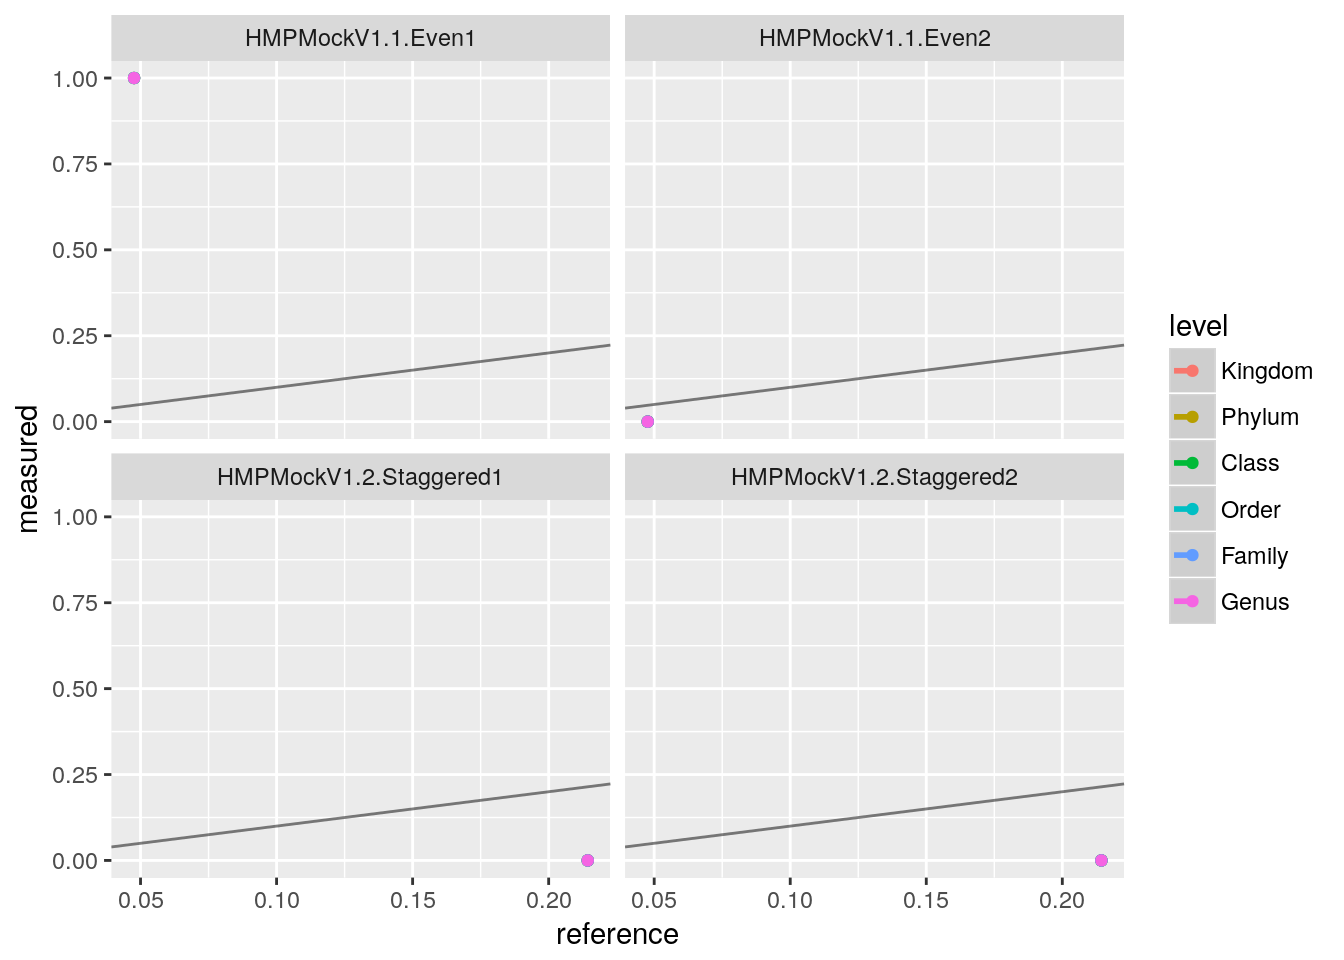 HMPMockV1.1.Even1
HMPMockV1.1.Even2
1.00
0.75
0.50
0.25
0.00
HMPMockV1.2.Staggered1
HMPMockV1.2.Staggered2
1.00
0.75
0.50
0.25
0.00
0.05 0.10 0.15 0.20
0.05 0.10 0.15 0.20
reference
measured
level
Kingdom
Phylum
Class
Order
Family
Genus